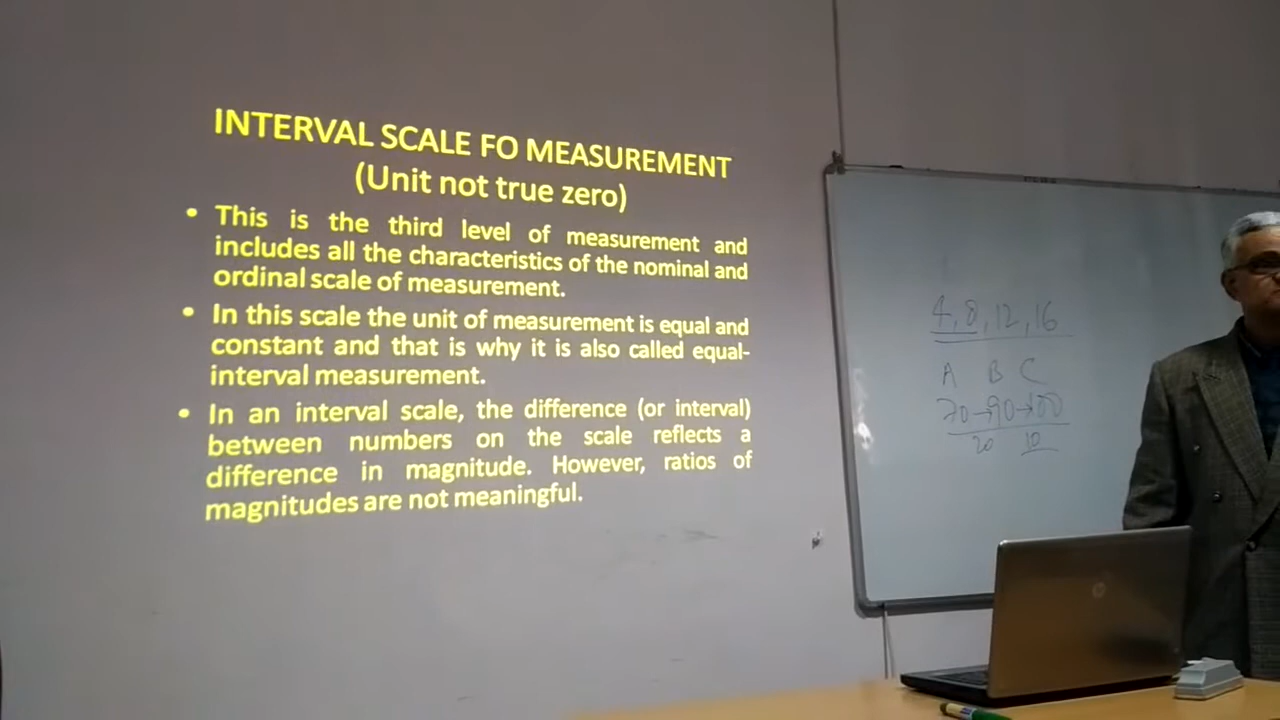 INTERVAL SCALE FO MEASUREMENT
(Unit not true zero)
• This is the third level of measurement and
includes all the characteristics of the nominal and
ordinal scale of measurement.
• In this scale the unit of measurement is equal and
constant and that is why it is also called equal-
interval measurement.
• In an interval scale, the difference (or interval)
between numbers on the scale reflects a
difference in magnitude. However, ratios of
magnitudes are not meaningful.
4, 8, 12, 16
A B C
70→90→100
20 10
hp